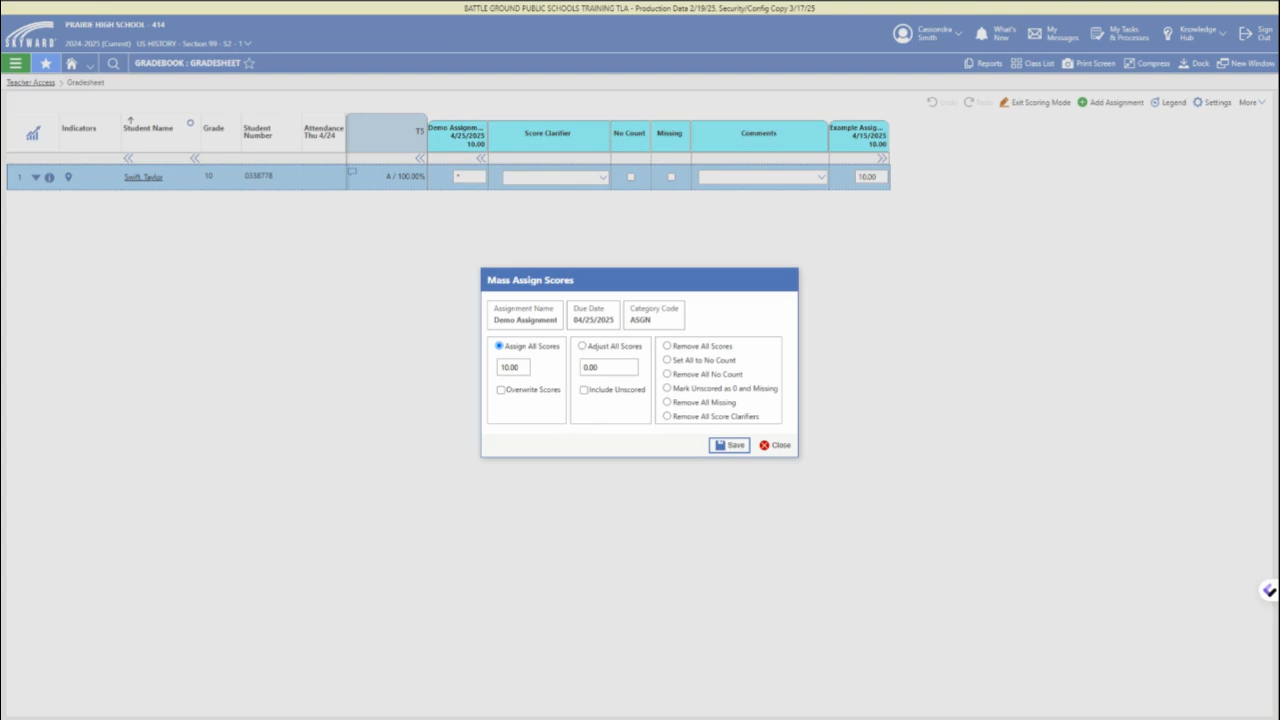 BATTLE GROUND PUBLIC SCHOOLS TRAINING TLA - Production Data 2/19/25, Security/Config Copy 3/17/25
SKYWARD
PRAIRIE HIGH SCHOOL - 414
2024-2025 (Current) US HISTORY - Section 99 - S2 - 1
Cassondra Smith
What's New
My Messages
My Tasks & Processes
Knowledge Hub
Sign Out
GRADEBOOK : GRADESHEET
Reports Class List Print Screen Compress Dock New Window
Teacher Access > Gradesheet
Undo Redo Exit Scoring Mode Add Assignment Legend Settings More
Indicators
Student Name
Grade
Student Number
Attendance Thu 4/24
T5
Demo Assignm... 4/25/2025 10.00
Score Clarifier
No Count
Missing
Comments
Example Assig... 4/15/2025 10.00
1 Swift, Taylor 10 0338778 A / 100.00% * 10.00
Mass Assign Scores
Assignment Name
Demo Assignment
Due Date
04/25/2025
Category Code
ASGN
Assign All Scores
10.00
Overwrite Scores
Adjust All Scores
0.00
Include Unscored
Remove All Scores
Set All to No Count
Remove All No Count
Mark Unscored as 0 and Missing
Remove All Missing
Remove All Score Clarifiers
Save Close